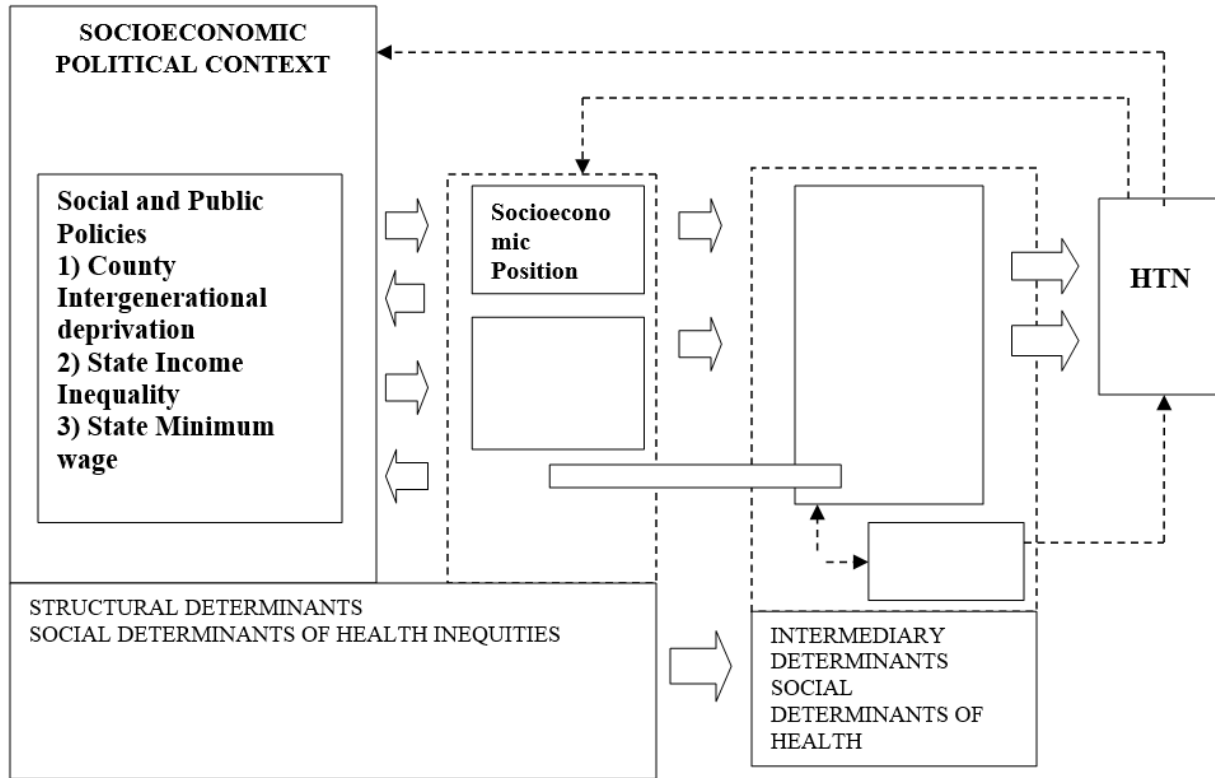 SOCIOECONOMIC
POLITICAL CONTEXT
Social and Public
Policies
1) County
Intergenerational
deprivation
2) State Income
Inequality
3) State Minimum
wage
Socioecono
mic
Position
HTN
STRUCTURAL DETERMINANTS
SOCIAL DETERMINANTS OF HEALTH INEQUITIES
INTERMEDIARY
DETERMINANTS
SOCIAL
DETERMINANTS OF
HEALTH